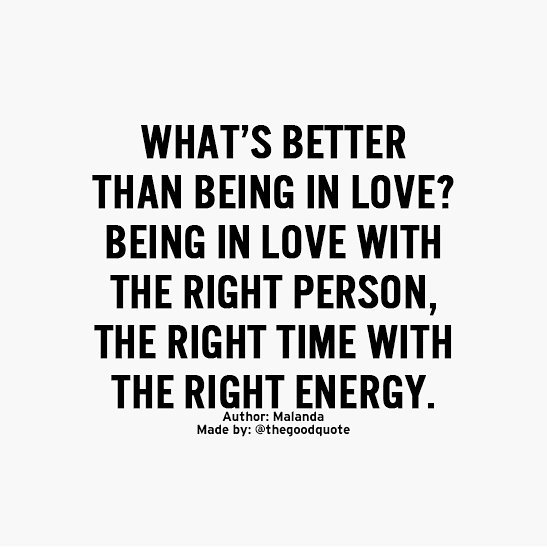 WHAT’S BETTER
THAN BEING IN LOVE?
BEING IN LOVE WITH
THE RIGHT PERSON,
THE RIGHT TIME WITH
THE RIGHT ENERGY.
Author: Malanda
Made by: @thegoodquote